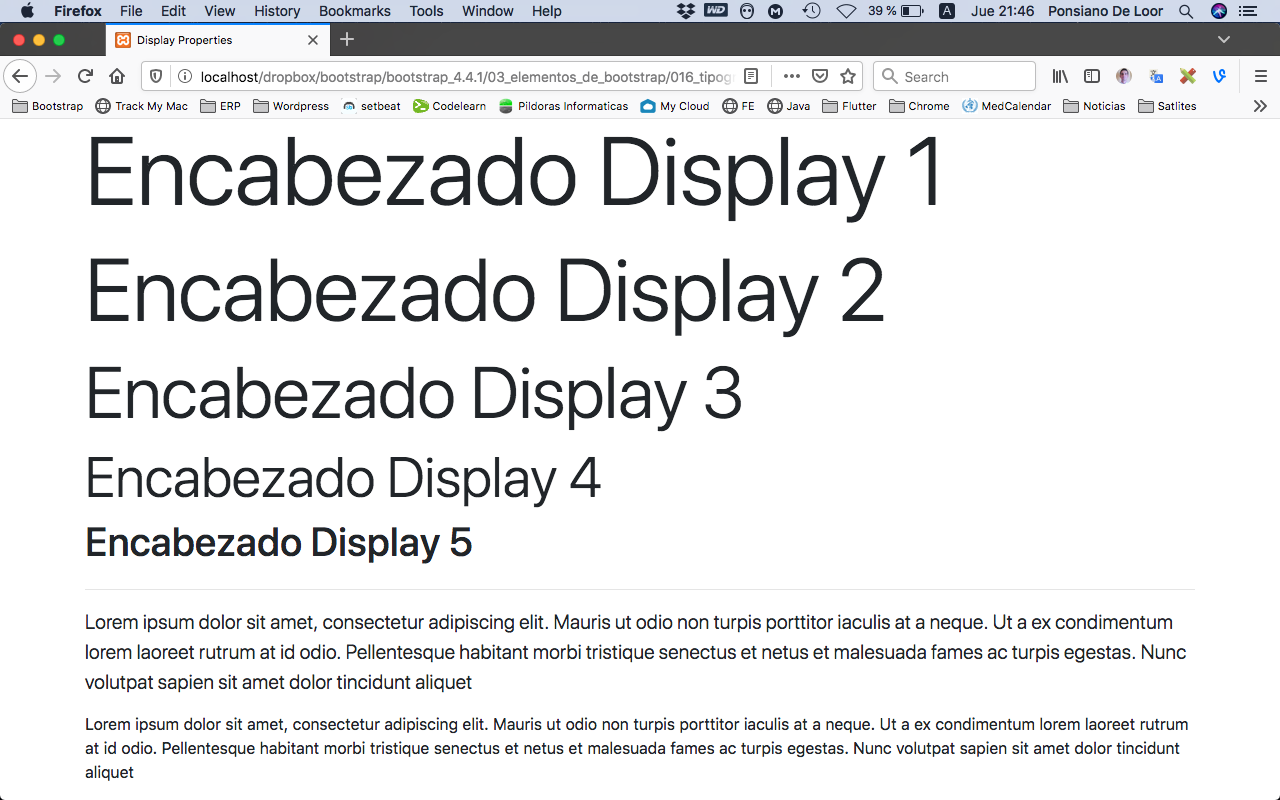 Firefox File Edit View History Bookmarks Tools Window Help WD M 39 % A Jue 21:46 Ponsiano De Loor
Display Properties
localhost/dropbox/bootstrap/bootstrap_4.4.1/03_elementos_de_bootstrap/016_tipog Search
Bootstrap Track My Mac ERP Wordpress setbeat Codelearn Pildoras Informaticas My Cloud FE Java Flutter Chrome MedCalendar Noticias Satlites
Encabezado Display 1
Encabezado Display 2
Encabezado Display 3
Encabezado Display 4
Encabezado Display 5
Lorem ipsum dolor sit amet, consectetur adipiscing elit. Mauris ut odio non turpis porttitor iaculis at a neque. Ut a ex condimentum
lorem laoreet rutrum at id odio. Pellentesque habitant morbi tristique senectus et netus et malesuada fames ac turpis egestas. Nunc
volutpat sapien sit amet dolor tincidunt aliquet
Lorem ipsum dolor sit amet, consectetur adipiscing elit. Mauris ut odio non turpis porttitor iaculis at a neque. Ut a ex condimentum lorem laoreet rutrum
at id odio. Pellentesque habitant morbi tristique senectus et netus et malesuada fames ac turpis egestas. Nunc volutpat sapien sit amet dolor tincidunt
aliquet